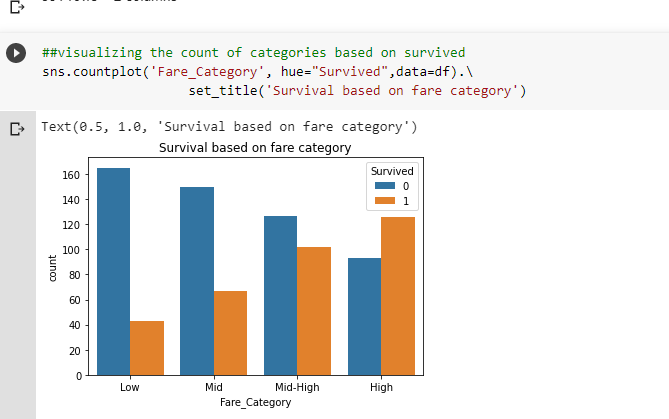 ##visualizing the count of categories based on survived
sns.countplot('Fare_Category', hue="Survived",data=df).\
set_title('Survival based on fare category')
Text(0.5, 1.0, 'Survival based on fare category')
Survival based on fare category
Survived
0
1
160
140
120
100
80
60
40
20
0
count
Low Mid Mid-High High
Fare_Category